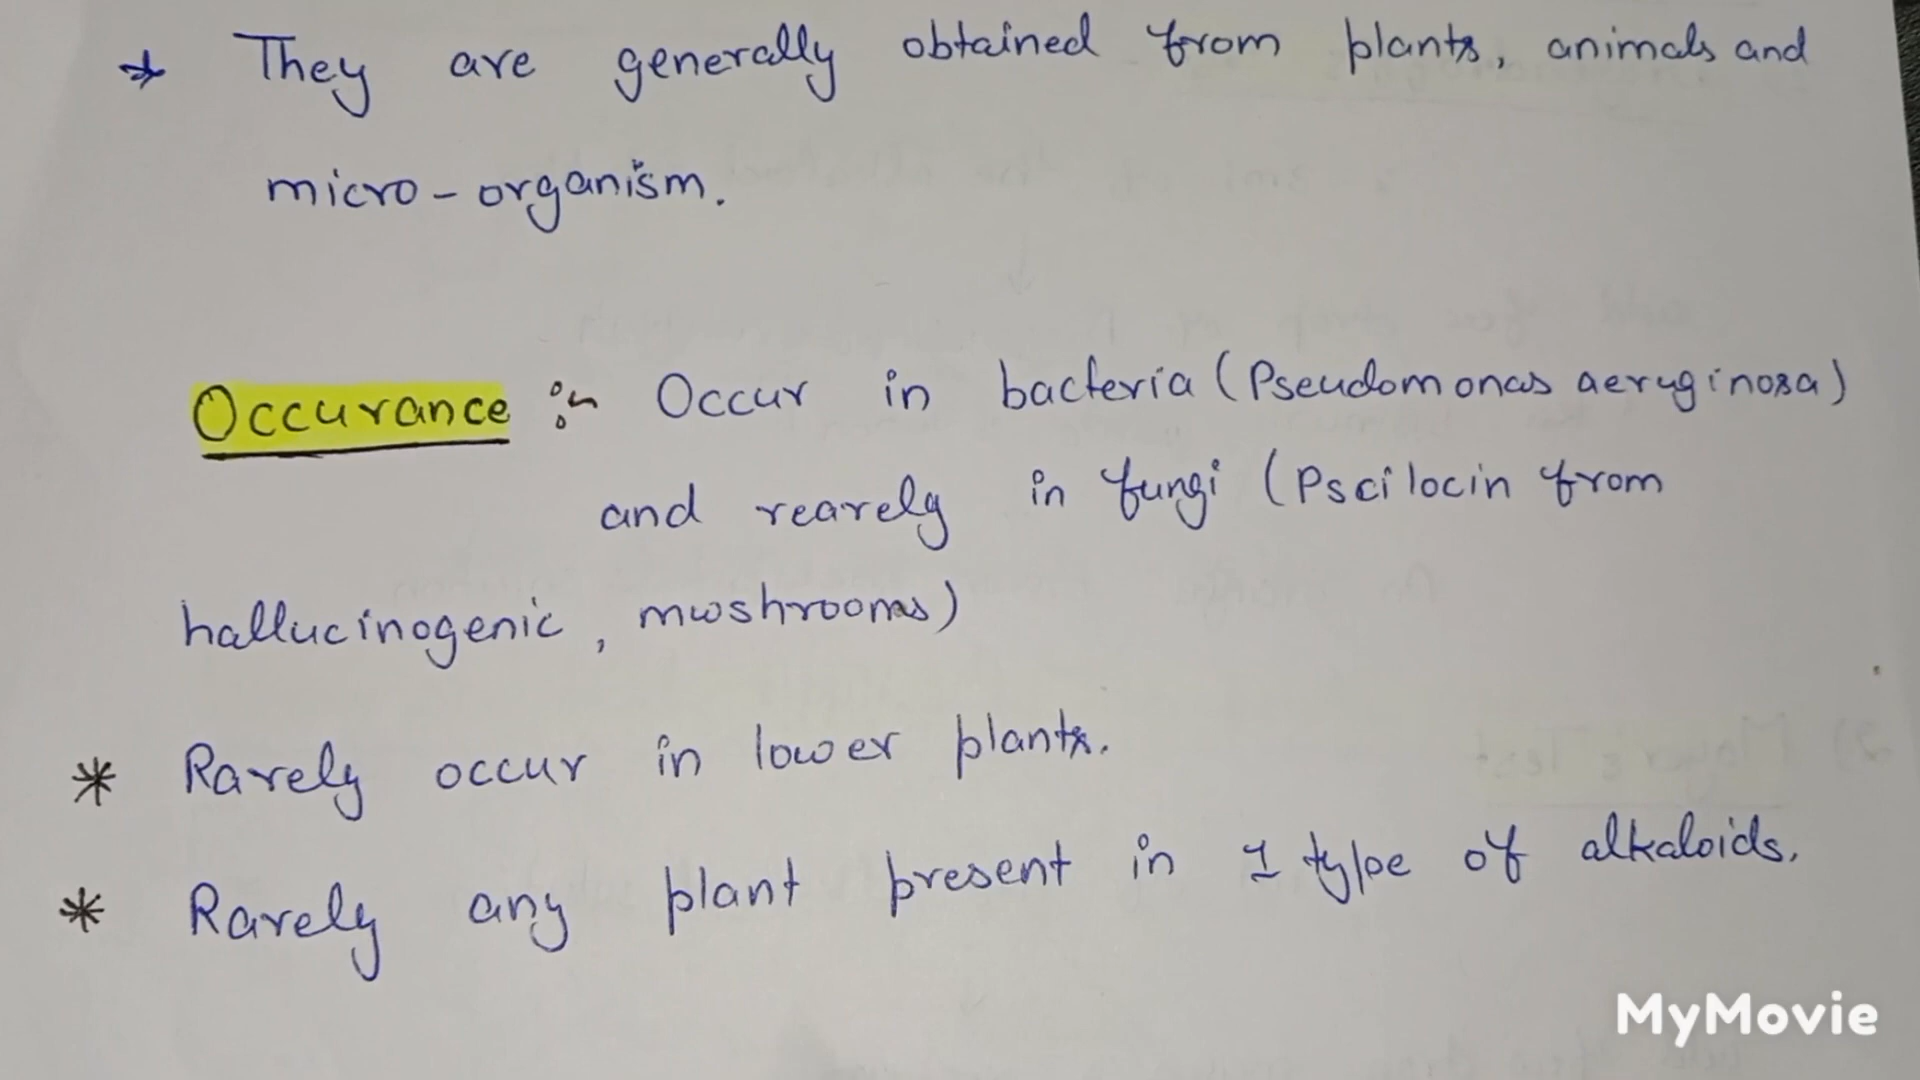 They are generally obtained from plants, animals and
micro-organism.
Occurance :- Occur in bacteria (Pseudomonas aeruginosa)
and rearely in fungi (Pscilocin from
hallucinogenic, mushrooms)
* Rarely occur in lower plants.
* Rarely any plant present in 1 type of alkaloids.
MyMovie